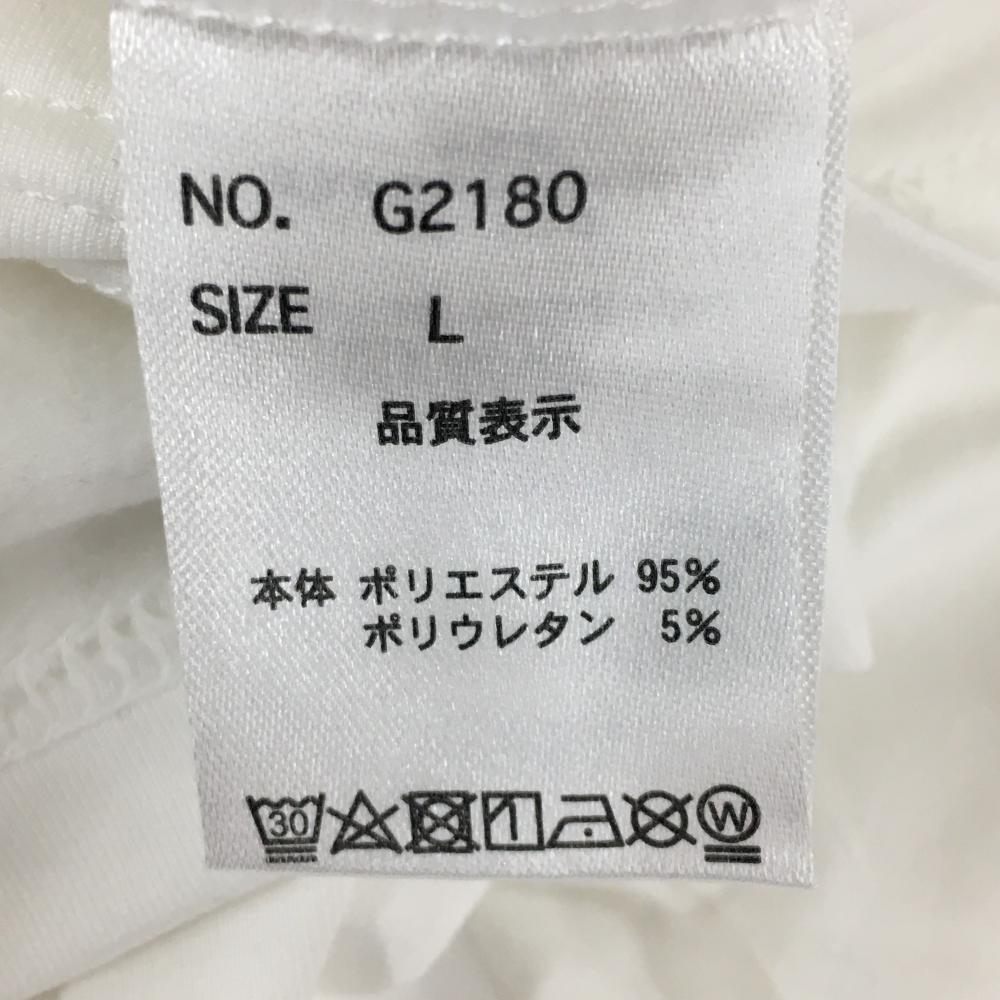 NO. G2180
SIZE L
品質表示
本体 ポリエステル 95%
ポリウレタン 5%
30
W